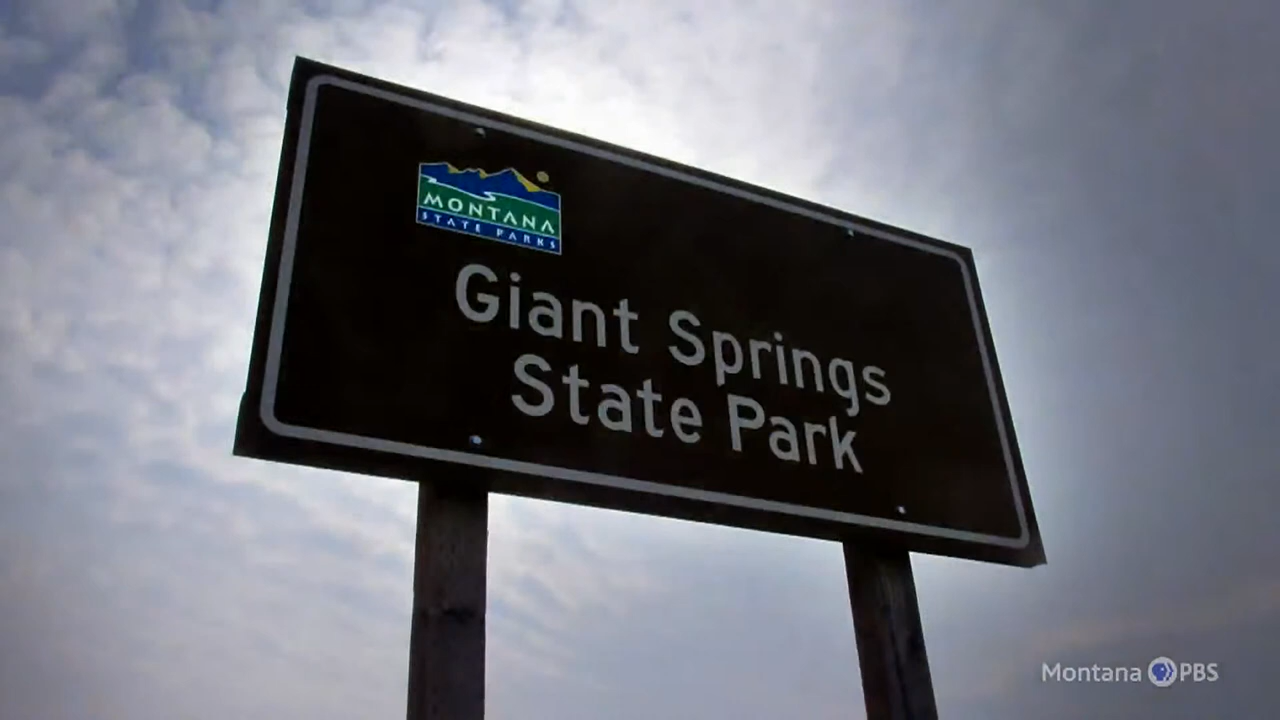 MONTANA
STATE PARKS
Giant Springs
State Park
Montana PBS